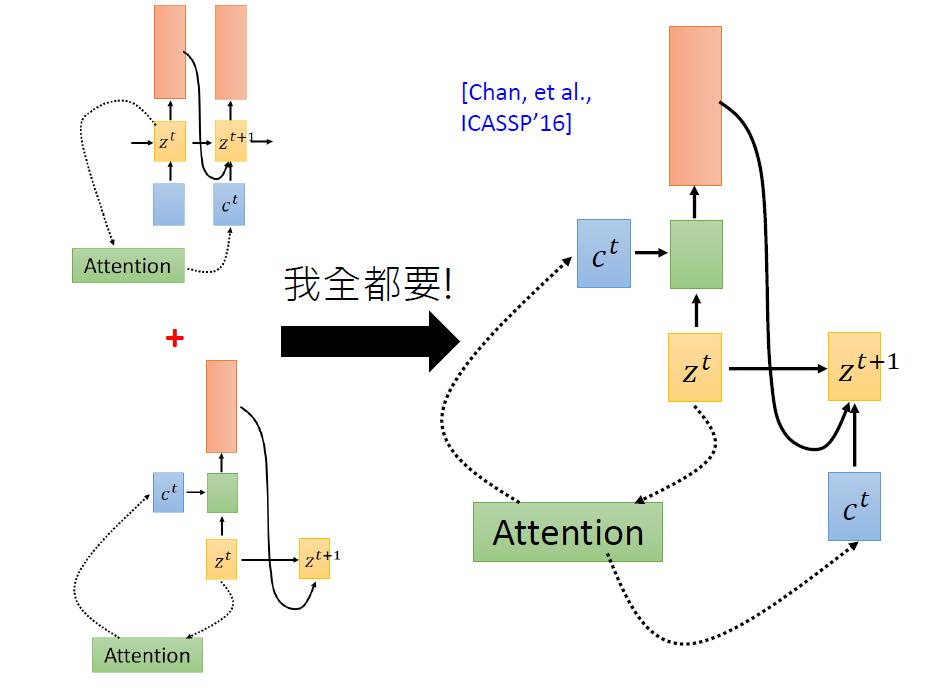 z^t
z^{t+1}
c^t
Attention
+
c^t
z^t
z^{t+1}
Attention
我全都要!
[Chan, et al.,
ICASSP’16]
c^t
z^t
z^{t+1}
c^t
Attention